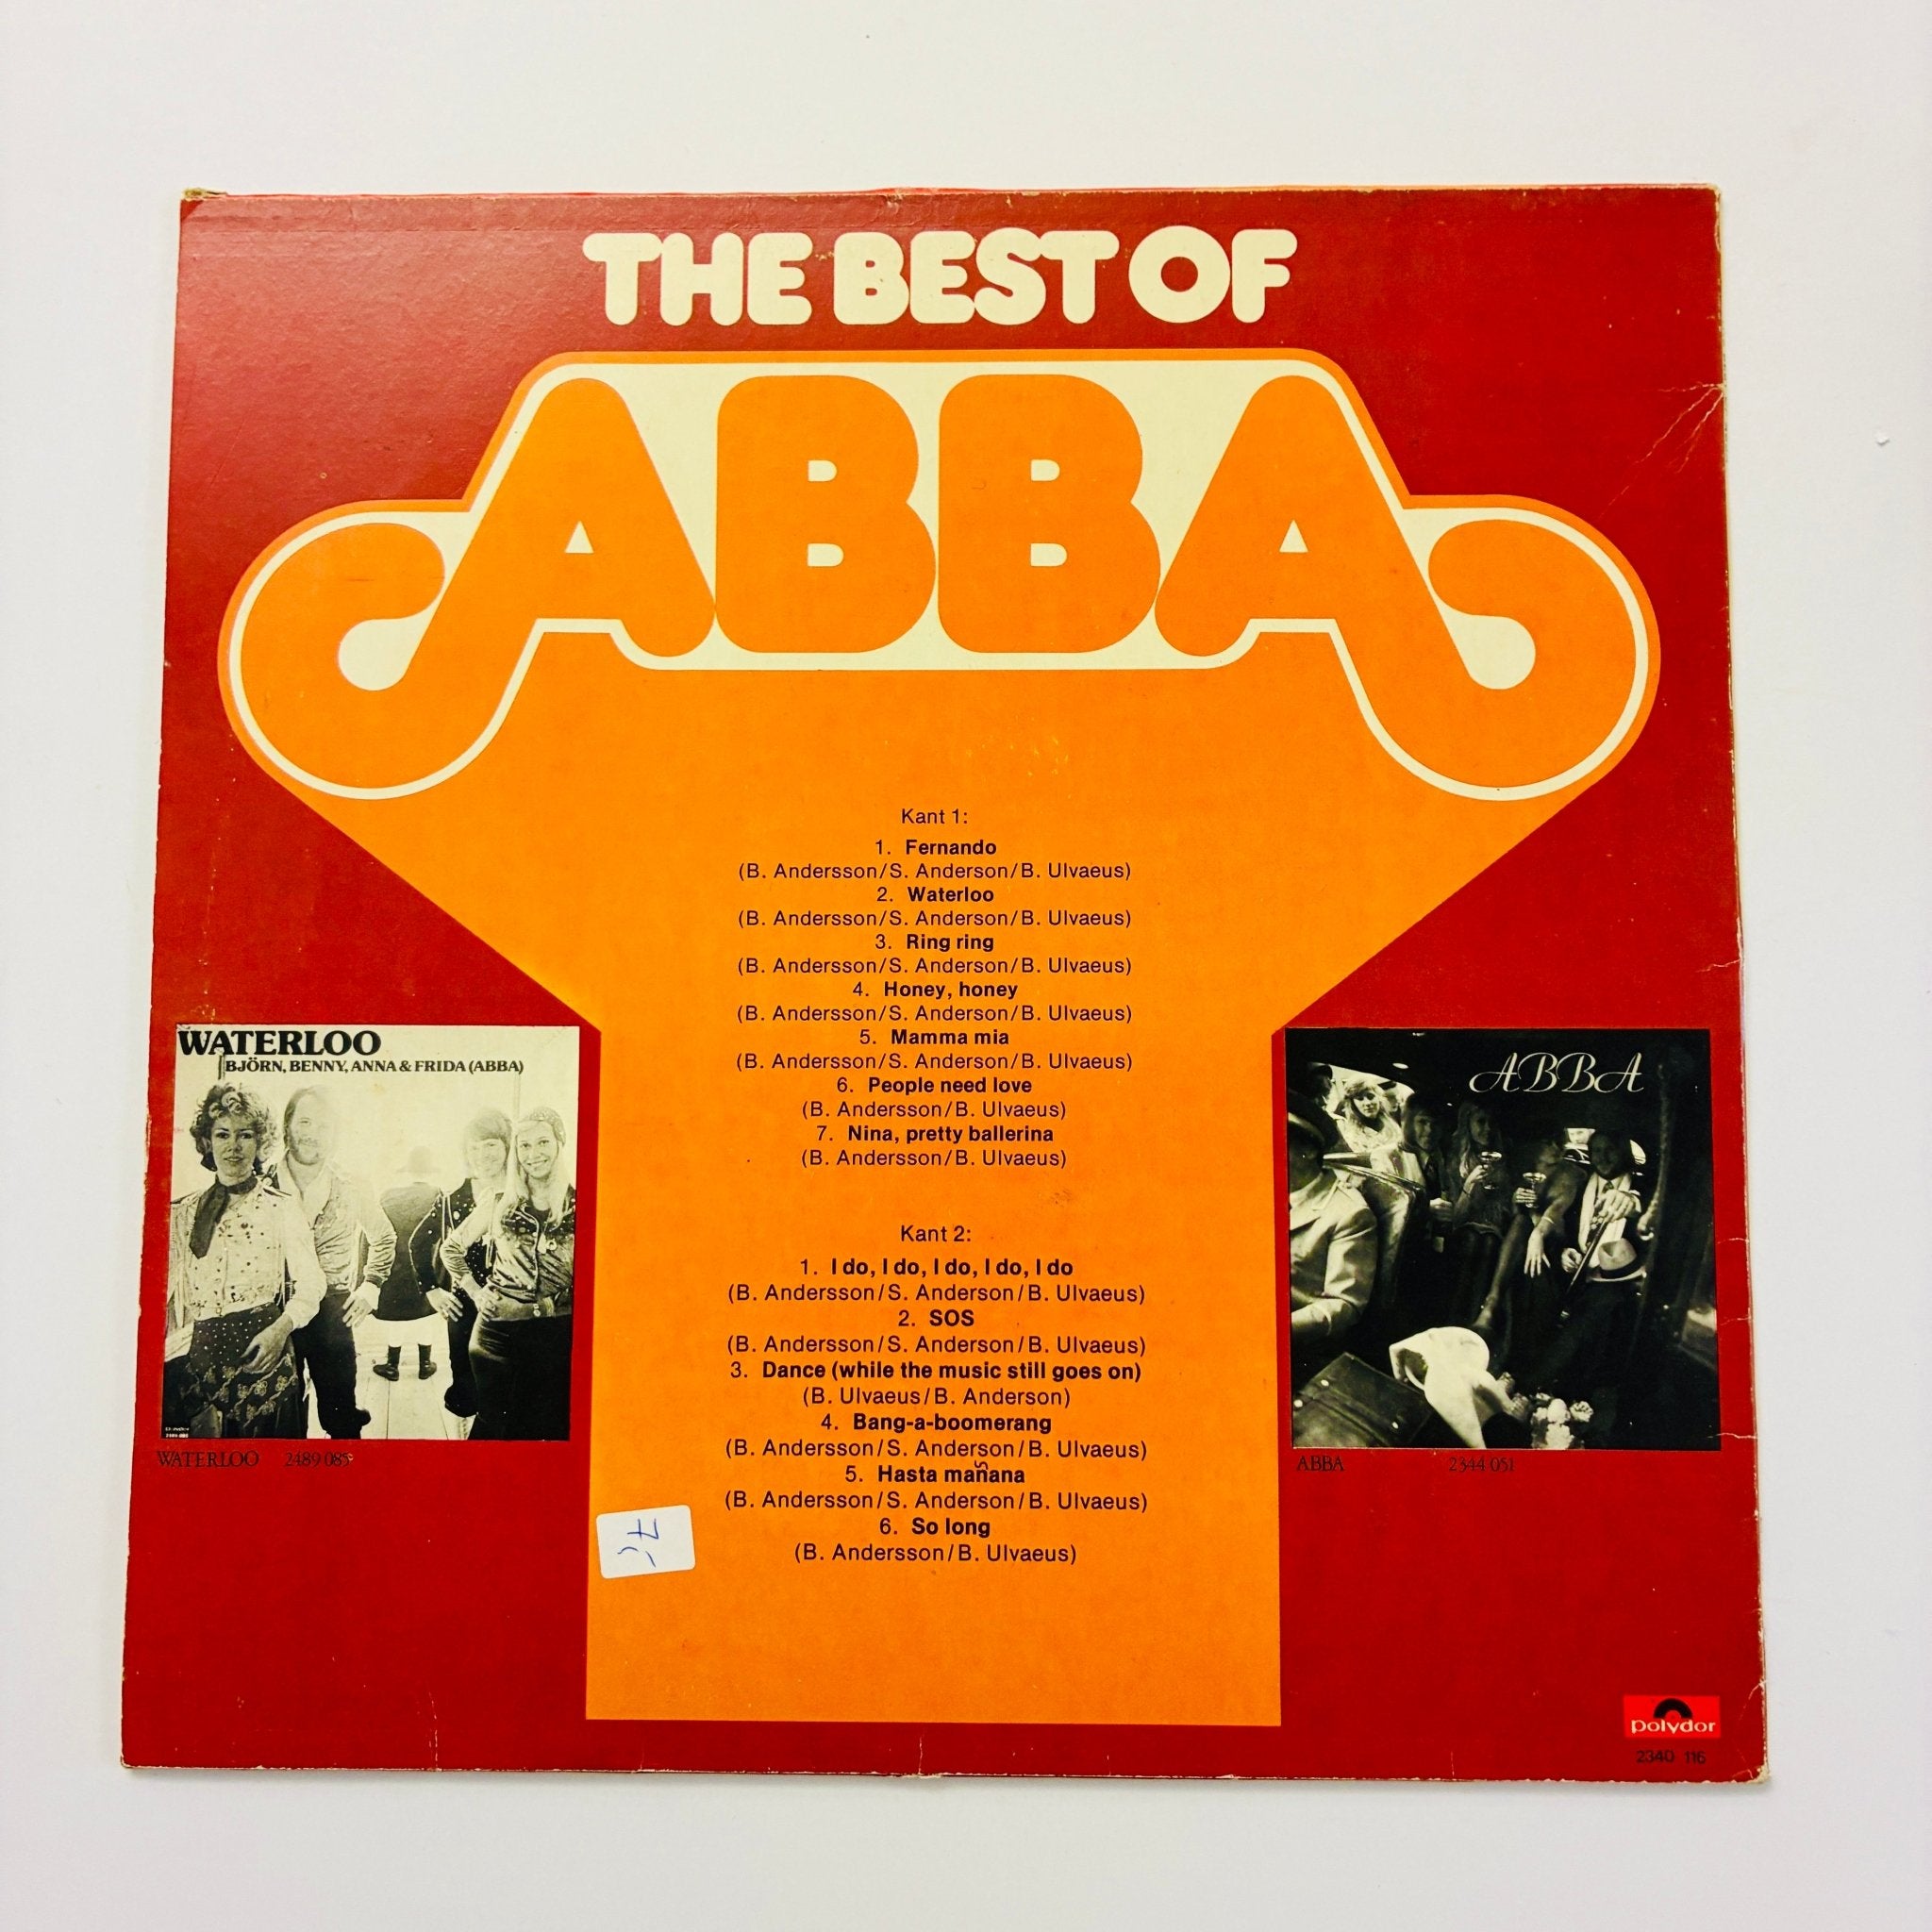 THE BEST OF
ABBA
Kant 1:
1. Fernando
(B. Andersson/S. Anderson/B. Ulvaeus)
2. Waterloo
(B. Andersson/S. Anderson/B. Ulvaeus)
3. Ring ring
(B. Andersson/S. Anderson/B. Ulvaeus)
4. Honey, honey
(B. Andersson/S. Anderson/B. Ulvaeus)
5. Mamma mia
(B. Andersson/S. Anderson/B. Ulvaeus)
6. People need love
(B. Andersson/B. Ulvaeus)
7. Nina, pretty ballerina
(B. Andersson/B. Ulvaeus)
Kant 2:
1. I do, I do, I do, I do, I do
(B. Andersson/S. Anderson/B. Ulvaeus)
2. SOS
(B. Andersson/S. Anderson/B. Ulvaeus)
3. Dance (while the music still goes on)
(B. Ulvaeus/B. Anderson)
4. Bang-a-boomerang
(B. Andersson/S. Anderson/B. Ulvaeus)
5. Hasta mañana
(B. Andersson/S. Anderson/B. Ulvaeus)
6. So long
(B. Andersson/B. Ulvaeus)
WATERLOO
BJÖRN, BENNY, ANNA & FRIDA (ABBA)
WATERLOO 2489 085
ABBA
ABBA 2344 051
polydor
2340 116